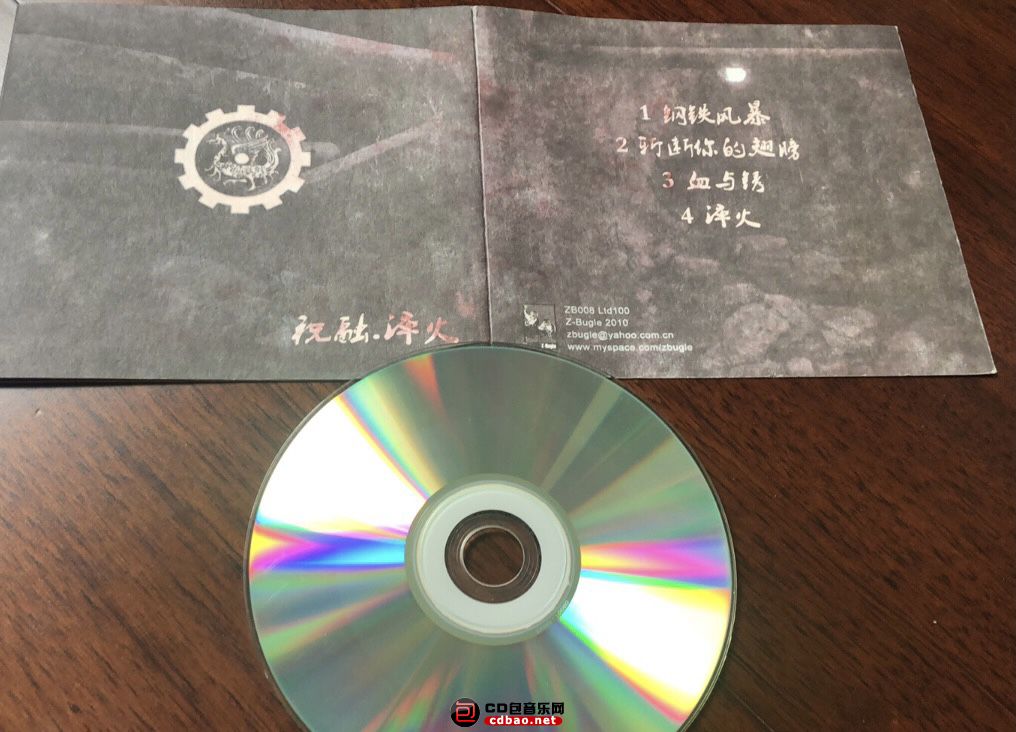 1 钢铁风暴
2 斩断你的翅膀
3 血与锈
4 淬火
祝融.淬火
ZB008 Ltd100
Z-Bugle 2010
zbugle@yahoo.com.cn
www.myspace.com/zbugle
Z-Bugle
CD包音乐网
cdbao.net